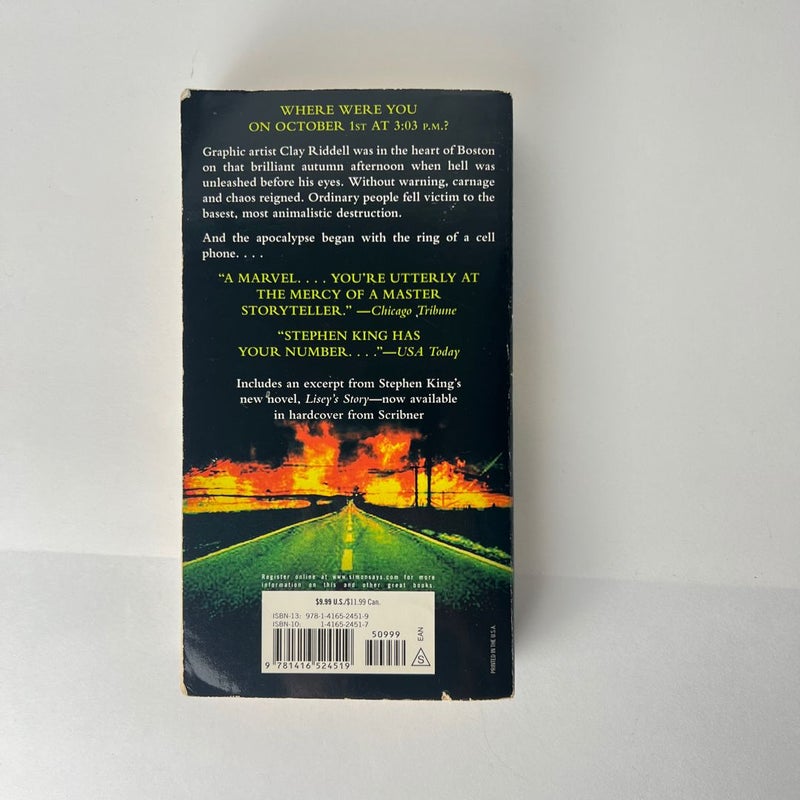 WHERE WERE YOU
ON OCTOBER 1ST AT 3:03 P.M.?
Graphic artist Clay Riddell was in the heart of Boston
on that brilliant autumn afternoon when hell was
unleashed before his eyes. Without warning, carnage
and chaos reigned. Ordinary people fell victim to the
basest, most animalistic destruction.
And the apocalypse began with the ring of a cell
phone. . . .
“A MARVEL. . . . YOU’RE UTTERLY AT
THE MERCY OF A MASTER
STORYTELLER.” —Chicago Tribune
“STEPHEN KING HAS
YOUR NUMBER. . . .”—USA Today
Includes an excerpt from Stephen King’s
new novel, Lisey’s Story—now available
in hardcover from Scribner
Register online at www.simonsays.com for more
information on this and other great books.
$9.99 U.S./$11.99 Can.
ISBN-13: 978-1-4165-2451-9
ISBN-10: 1-4165-2451-7
50999
9 781416 524519
EAN
S
PRINTED IN THE U.S.A.